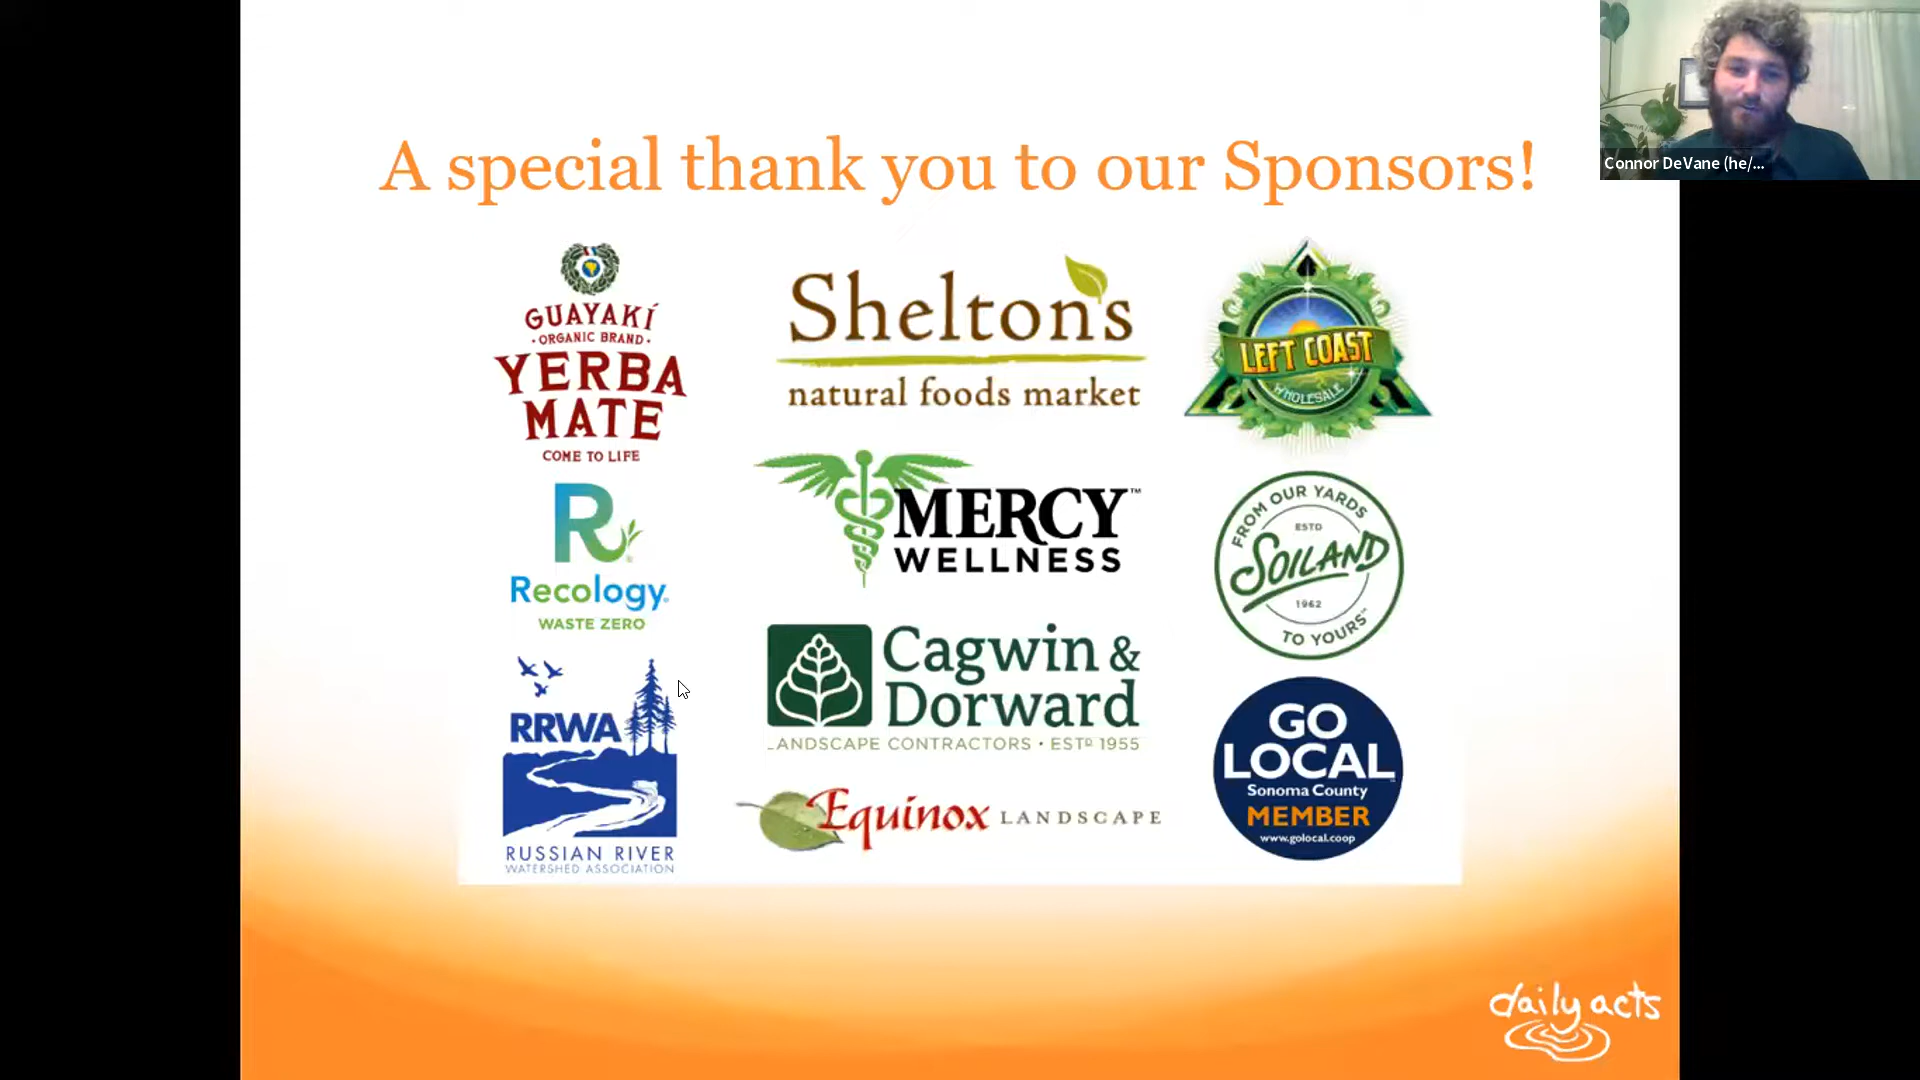 A special thank you to our Sponsors!
Connor DeVane (he/...
GUAYAKÍ
· ORGANIC BRAND ·
YERBA
MATE
COME TO LIFE
Shelton's
natural foods market
LEFT COAST
WHOLESALE
R
Recology®
WASTE ZERO
MERCY™
WELLNESS
FROM OUR YARDS
ESTD
SOILAND
1962
TO YOURS™
RRWA
RUSSIAN RIVER
WATERSHED ASSOCIATION
Cagwin &
Dorward
LANDSCAPE CONTRACTORS · ESTD 1955
Equinox LANDSCAPE
GO
LOCAL
Sonoma County
MEMBER
www.golocal.coop
daily acts